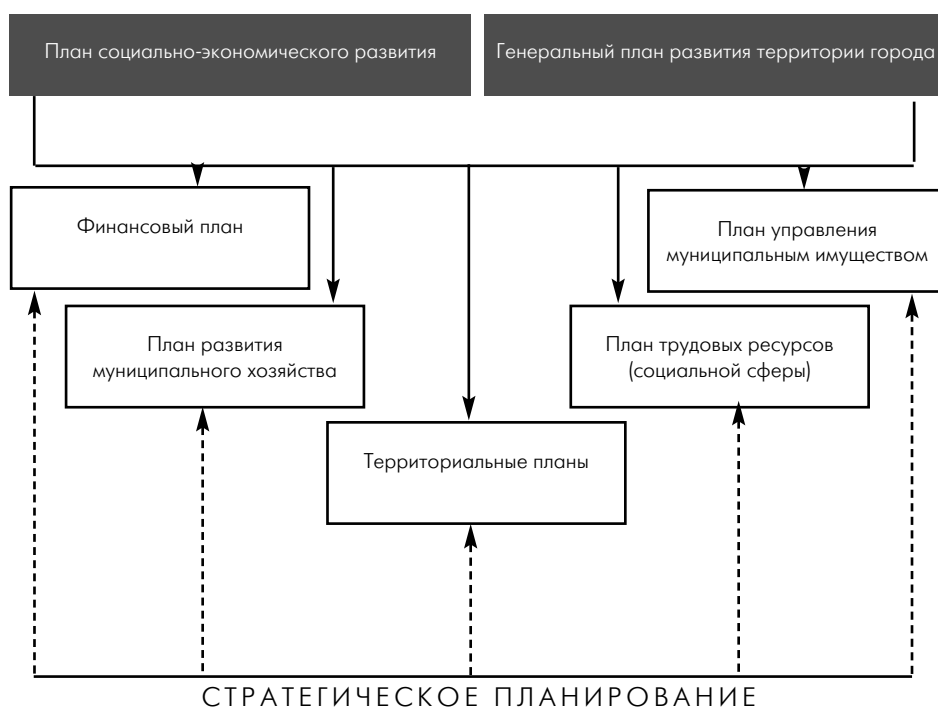 План социально-экономического развития
Генеральный план развития территории города
Финансовый план
План управления
муниципальным имуществом
План развития
муниципального хозяйства
План трудовых ресурсов
(социальной сферы)
Территориальные планы
СТРАТЕГИЧЕСКОЕ ПЛАНИРОВАНИЕ